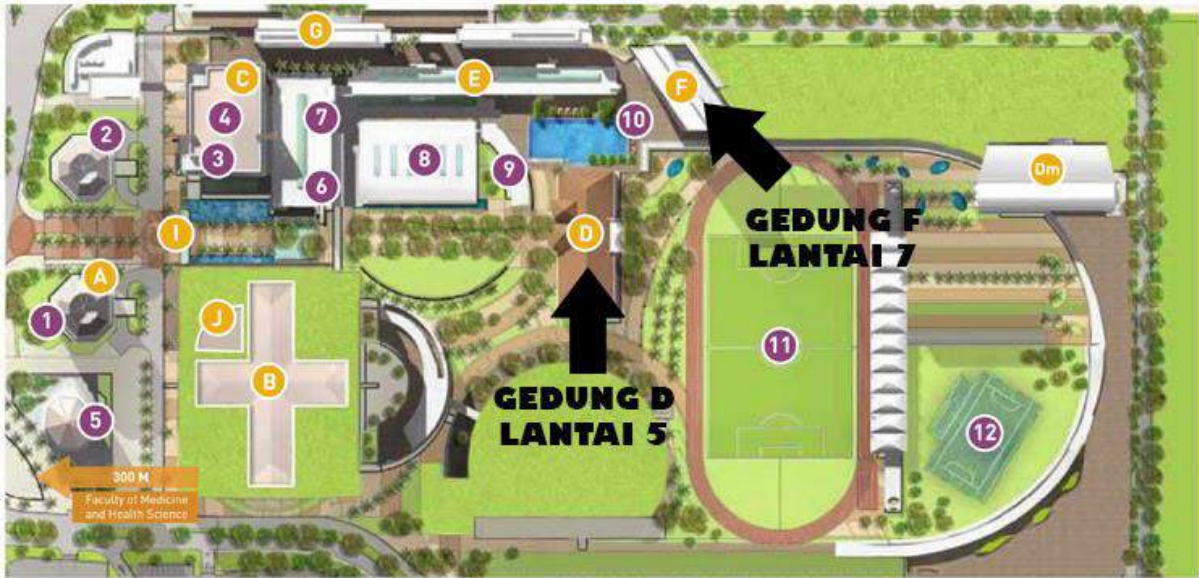 G
C
E
F
4
7
2
10
3
8
9
Dm
6
I
D
GEDUNG F
LANTAI 7
A
1
J
11
B
GEDUNG D
LANTAI 5
5
12
300 M
Faculty of Medicine
and Health Science